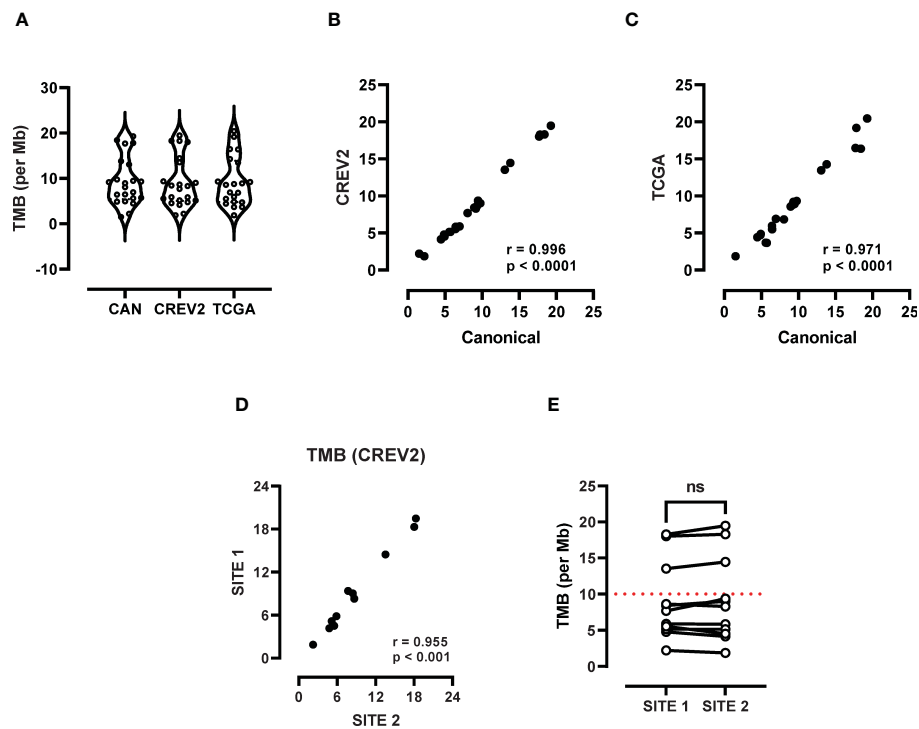 A
B
C
TMB (per Mb)
30
20
10
0
-10
CAN
CREV2
TCGA
CREV2
25
20
15
10
5
0
r = 0.996
p < 0.0001
0
5
10
15
20
25
Canonical
TCGA
25
20
15
10
5
0
r = 0.971
p < 0.0001
0
5
10
15
20
25
Canonical
D
E
TMB (CREV2)
SITE 1
24
18
12
6
0
r = 0.955
p < 0.001
0
6
12
18
24
SITE 2
TMB (per Mb)
25
20
15
10
5
0
ns
SITE 1
SITE 2